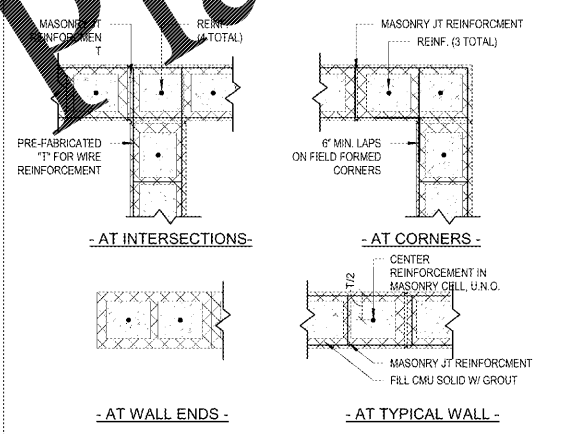 MASONRY JT
REINFORCMEN
T
REINF.
(4 TOTAL)
PRE-FABRICATED
"T" FOR WIRE
REINFORCEMENT
- AT INTERSECTIONS-
MASONRY JT REINFORCMENT
REINF. (3 TOTAL)
6" MIN. LAPS
ON FIELD FORMED
CORNERS
- AT CORNERS -
- AT WALL ENDS -
CENTER
REINFORCEMENT IN
MASONRY CELL, U.N.O.
T/2
MASONRY JT REINFORCMENT
FILL CMU SOLID W/ GROUT
- AT TYPICAL WALL -